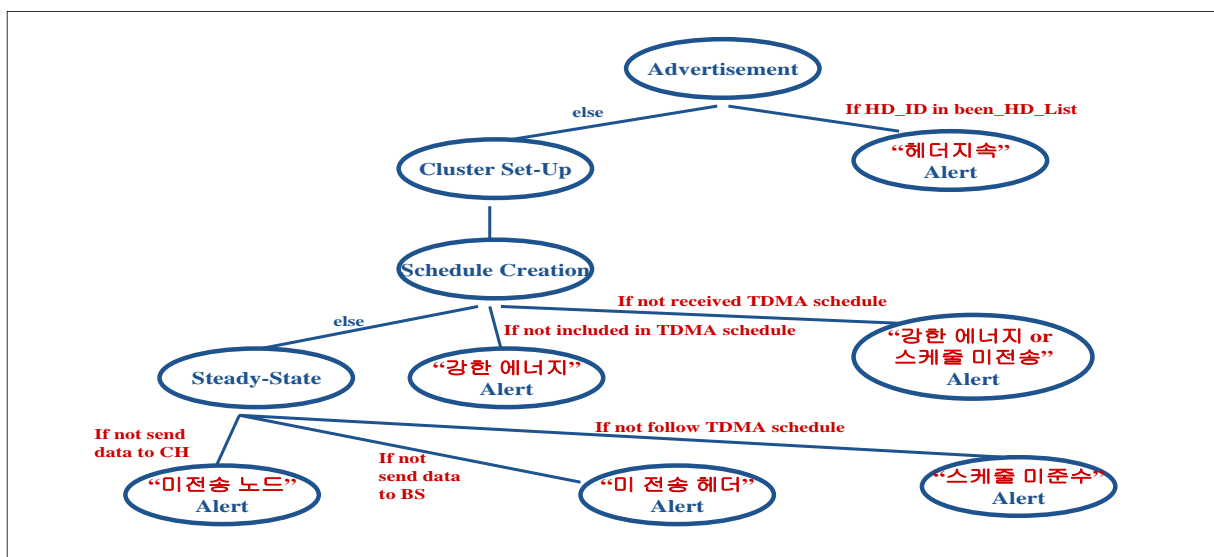 Advertisement
else
If HD_ID in been_HD_List
Cluster Set-Up
“헤더지속”
Alert
Schedule Creation
If not received TDMA schedule
else
If not included in TDMA schedule
“강한 에너지 or
스케줄 미전송”
Alert
Steady-State
“강한 에너지”
Alert
If not send
data to CH
If not
send data
to BS
If not follow TDMA schedule
“미전송 노드”
Alert
“미 전송 헤더”
Alert
“스케줄 미준수”
Alert